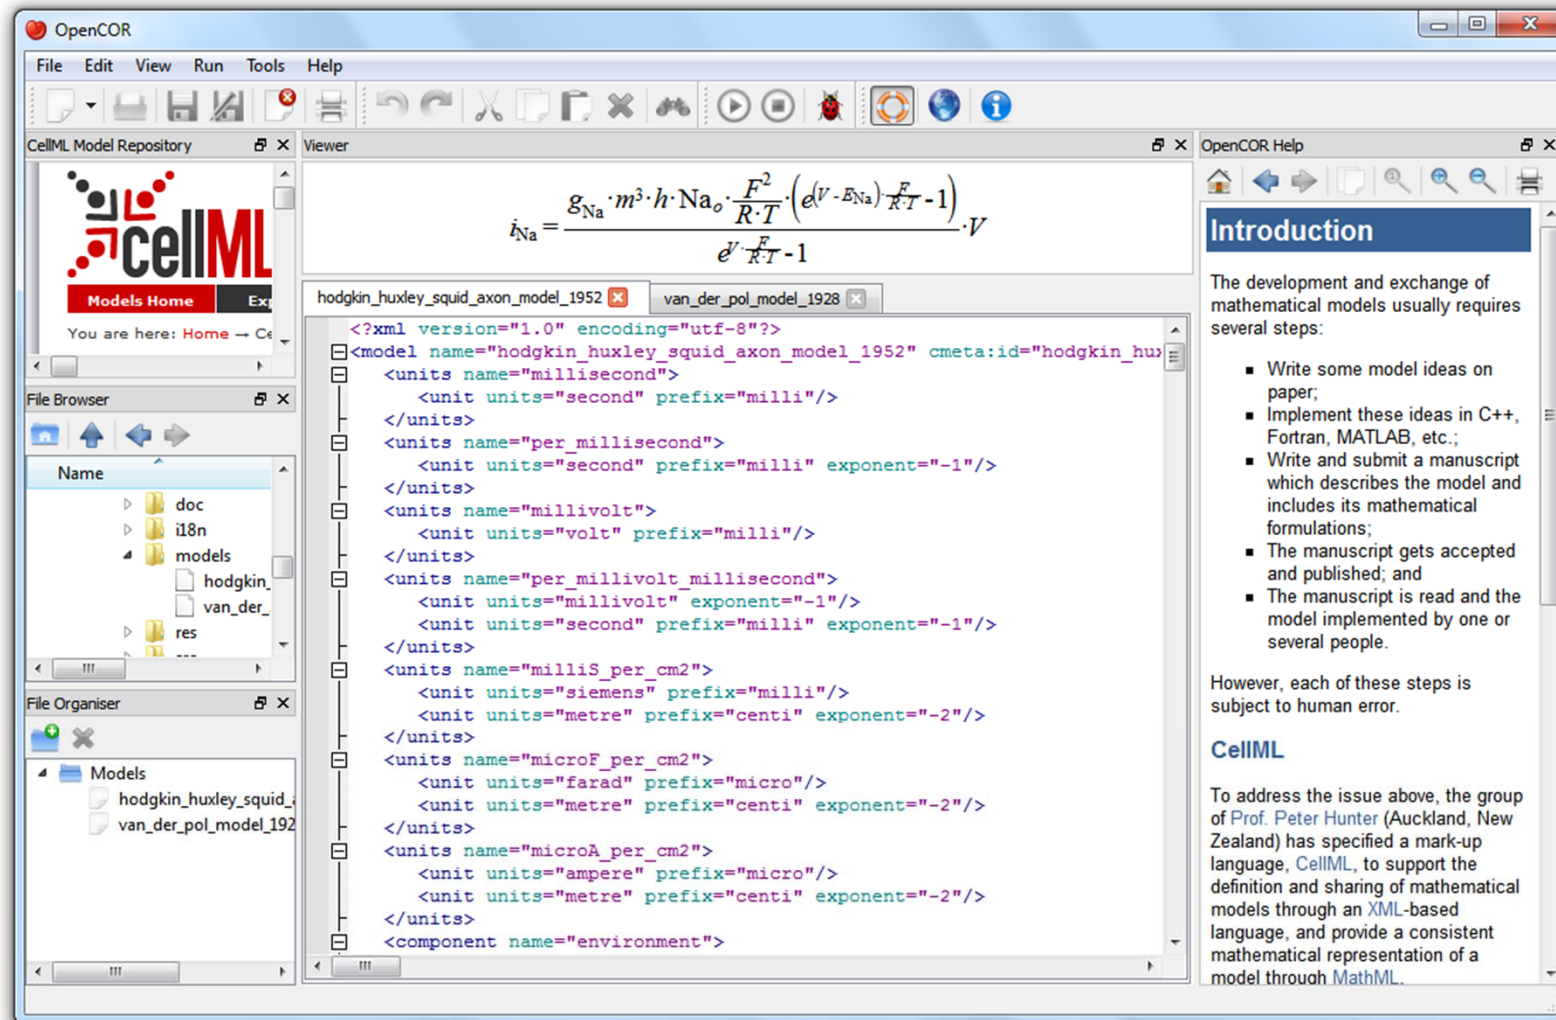 OpenCOR
File Edit View Run Tools Help
CellML Model Repository
cellML
Models Home Exp
You are here: Home → Ce
File Browser
Name
doc
i18n
models
hodgkin_
van_der_
res
File Organiser
Models
hodgkin_huxley_squid_a
van_der_pol_model_192
Viewer
i_Na = (g_Na · m³ · h · Na_o · F²/(R·T) · (e^((V - E_Na) · F/(R·T)) - 1)) / (e^(V · F/(R·T)) - 1) · V
hodgkin_huxley_squid_axon_model_1952 van_der_pol_model_1928
<?xml version="1.0" encoding="utf-8"?>
<model name="hodgkin_huxley_squid_axon_model_1952" cmeta:id="hodgkin_hux
<units name="millisecond">
<unit units="second" prefix="milli"/>
</units>
<units name="per_millisecond">
<unit units="second" prefix="milli" exponent="-1"/>
</units>
<units name="millivolt">
<unit units="volt" prefix="milli"/>
</units>
<units name="per_millivolt_millisecond">
<unit units="millivolt" exponent="-1"/>
<unit units="second" prefix="milli" exponent="-1"/>
</units>
<units name="milliS_per_cm2">
<unit units="siemens" prefix="milli"/>
<unit units="metre" prefix="centi" exponent="-2"/>
</units>
<units name="microF_per_cm2">
<unit units="farad" prefix="micro"/>
<unit units="metre" prefix="centi" exponent="-2"/>
</units>
<units name="microA_per_cm2">
<unit units="ampere" prefix="micro"/>
<unit units="metre" prefix="centi" exponent="-2"/>
</units>
<component name="environment">
OpenCOR Help
Introduction
The development and exchange of
mathematical models usually requires
several steps:
▪ Write some model ideas on
paper;
▪ Implement these ideas in C++,
Fortran, MATLAB, etc.;
▪ Write and submit a manuscript
which describes the model and
includes its mathematical
formulations;
▪ The manuscript gets accepted
and published; and
▪ The manuscript is read and the
model implemented by one or
several people.
However, each of these steps is
subject to human error.
CellML
To address the issue above, the group
of Prof. Peter Hunter (Auckland, New
Zealand) has specified a mark-up
language, CellML, to support the
definition and sharing of mathematical
models through an XML-based
language, and provide a consistent
mathematical representation of a
model through MathML.